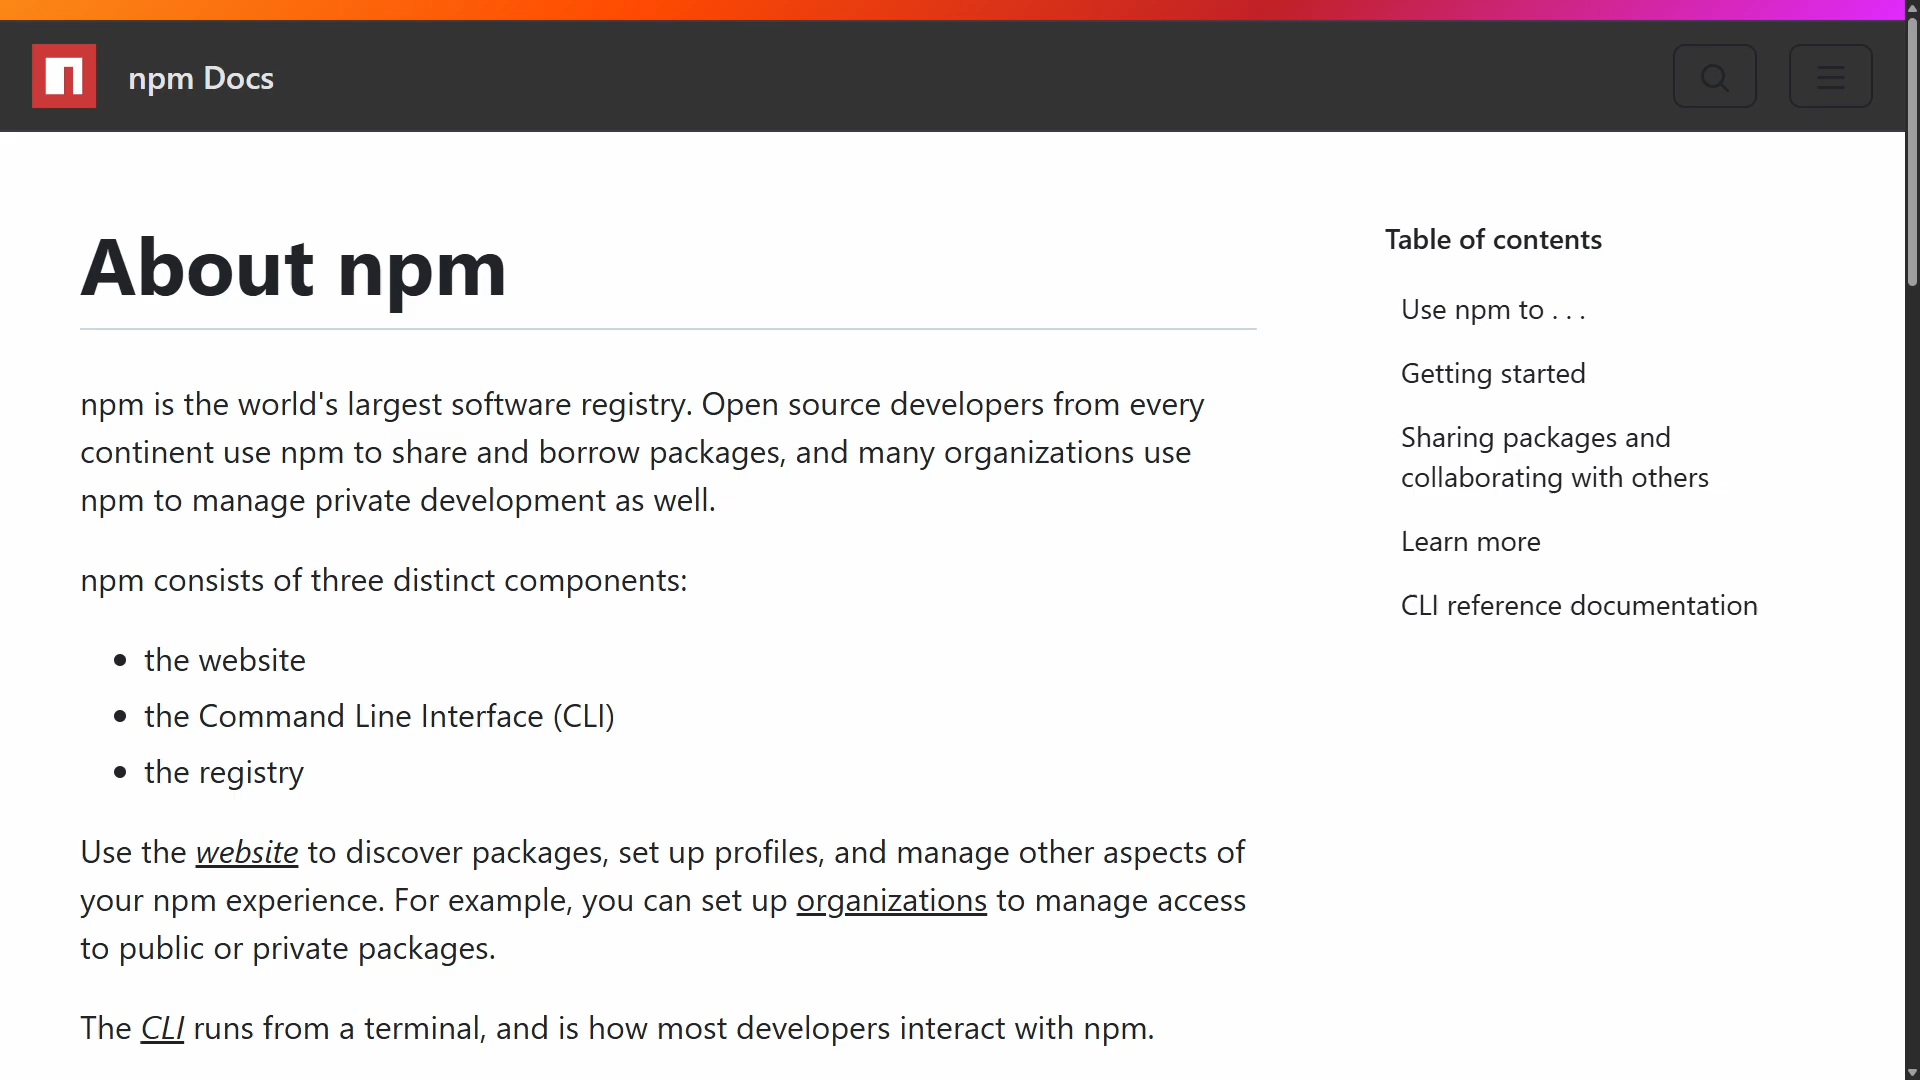 npm Docs
About npm
npm is the world's largest software registry. Open source developers from every
continent use npm to share and borrow packages, and many organizations use
npm to manage private development as well.
npm consists of three distinct components:
• the website
• the Command Line Interface (CLI)
• the registry
Use the website to discover packages, set up profiles, and manage other aspects of
your npm experience. For example, you can set up organizations to manage access
to public or private packages.
The CLI runs from a terminal, and is how most developers interact with npm.
Table of contents
Use npm to . . .
Getting started
Sharing packages and
collaborating with others
Learn more
CLI reference documentation